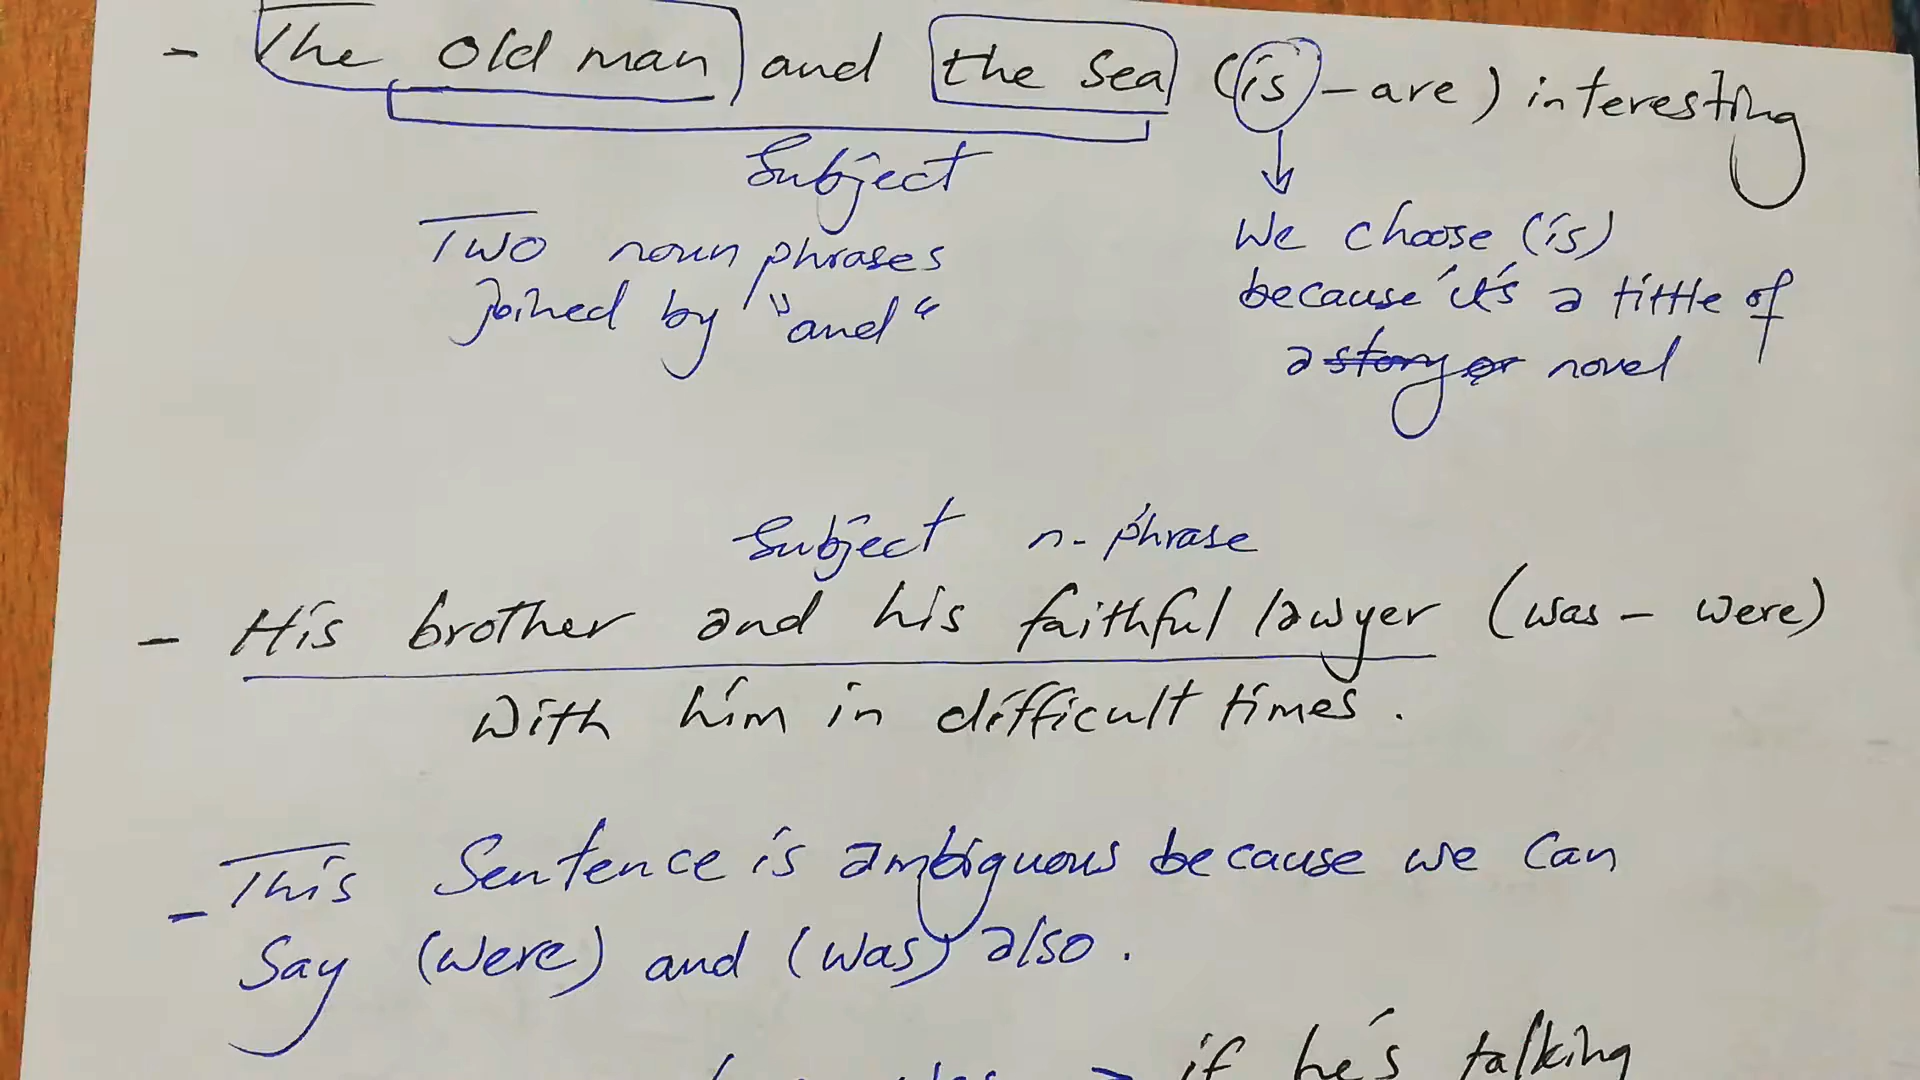 - The old man and the sea (is - are) interesting
Subject
Two noun phrases
joined by "and"
We choose (is)
because it's a tittle of
a story or novel
Subject n- phrase
- His brother and his faithful lawyer (was - were)
with him in difficult times.
- This Sentence is ambiguous because we can
Say (were) and (was) also.
if he's talking